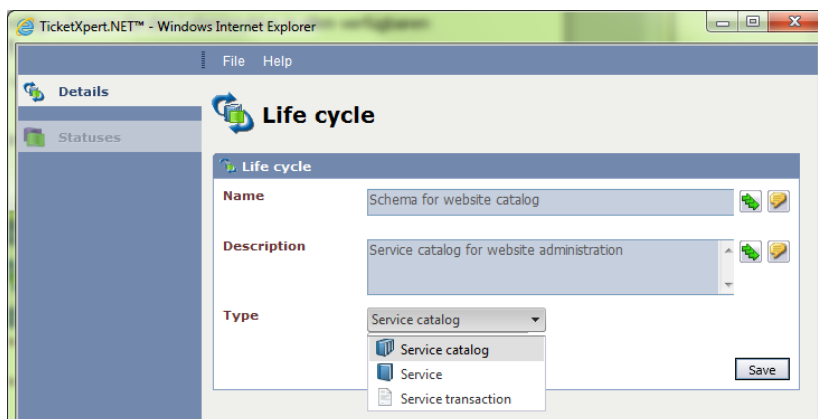 TicketXpert.NET™ - Windows Internet Explorer
File Help
Details
Statuses
Life cycle
Life cycle
Name
Schema for website catalog
Description
Service catalog for website administration
Type
Service catalog
Service catalog
Service
Service transaction
Save